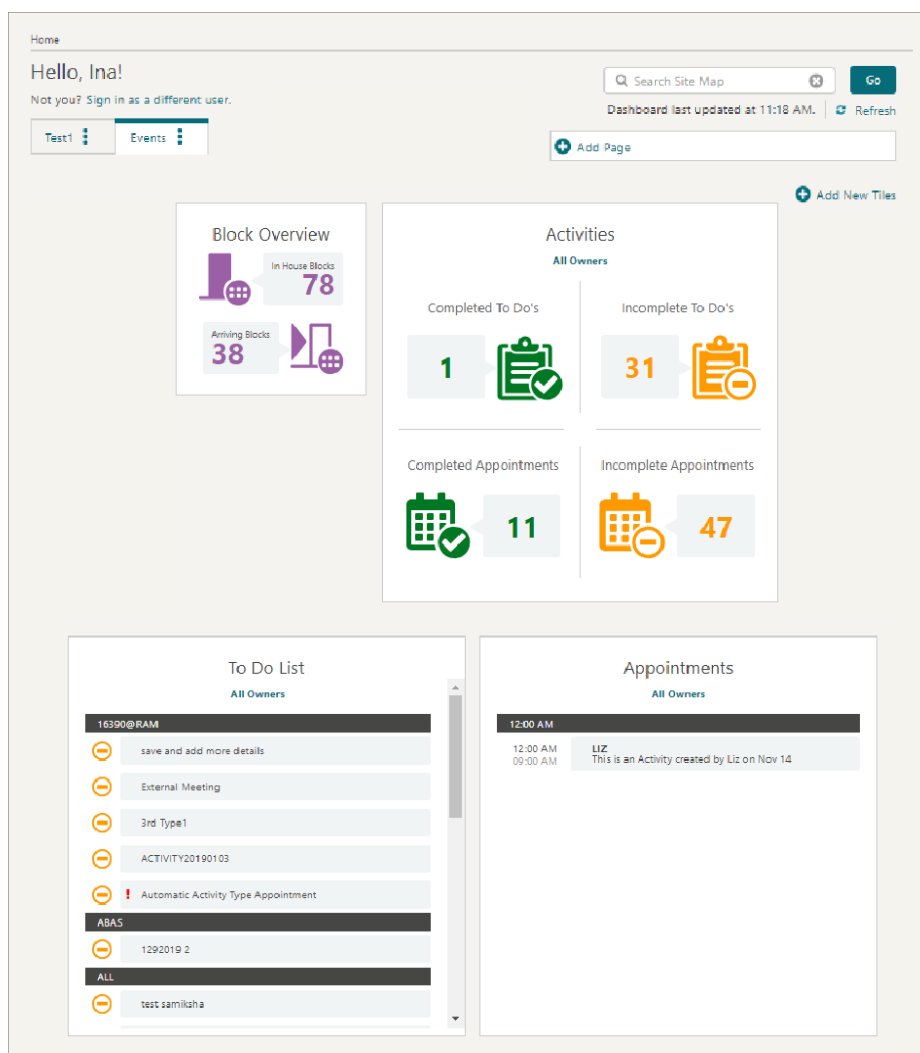 Home
Hello, Ina!
Not you? Sign in as a different user.
Search Site Map
Go
Dashboard last updated at 11:18 AM.
Refresh
Test1
Events
Add Page
Add New Tiles
Block Overview
In House Blocks
78
Arriving Blocks
38
Activities
All Owners
Completed To Do's
Incomplete To Do's
1
31
Completed Appointments
Incomplete Appointments
11
47
To Do List
All Owners
16390@RAM
save and add more details
External Meeting
3rd Type1
ACTIVITY20190103
! Automatic Activity Type Appointment
ABAS
1292019 2
ALL
test samiksha
Appointments
All Owners
12:00 AM
12:00 AM
09:00 AM
LIZ
This is an Activity created by Liz on Nov 14